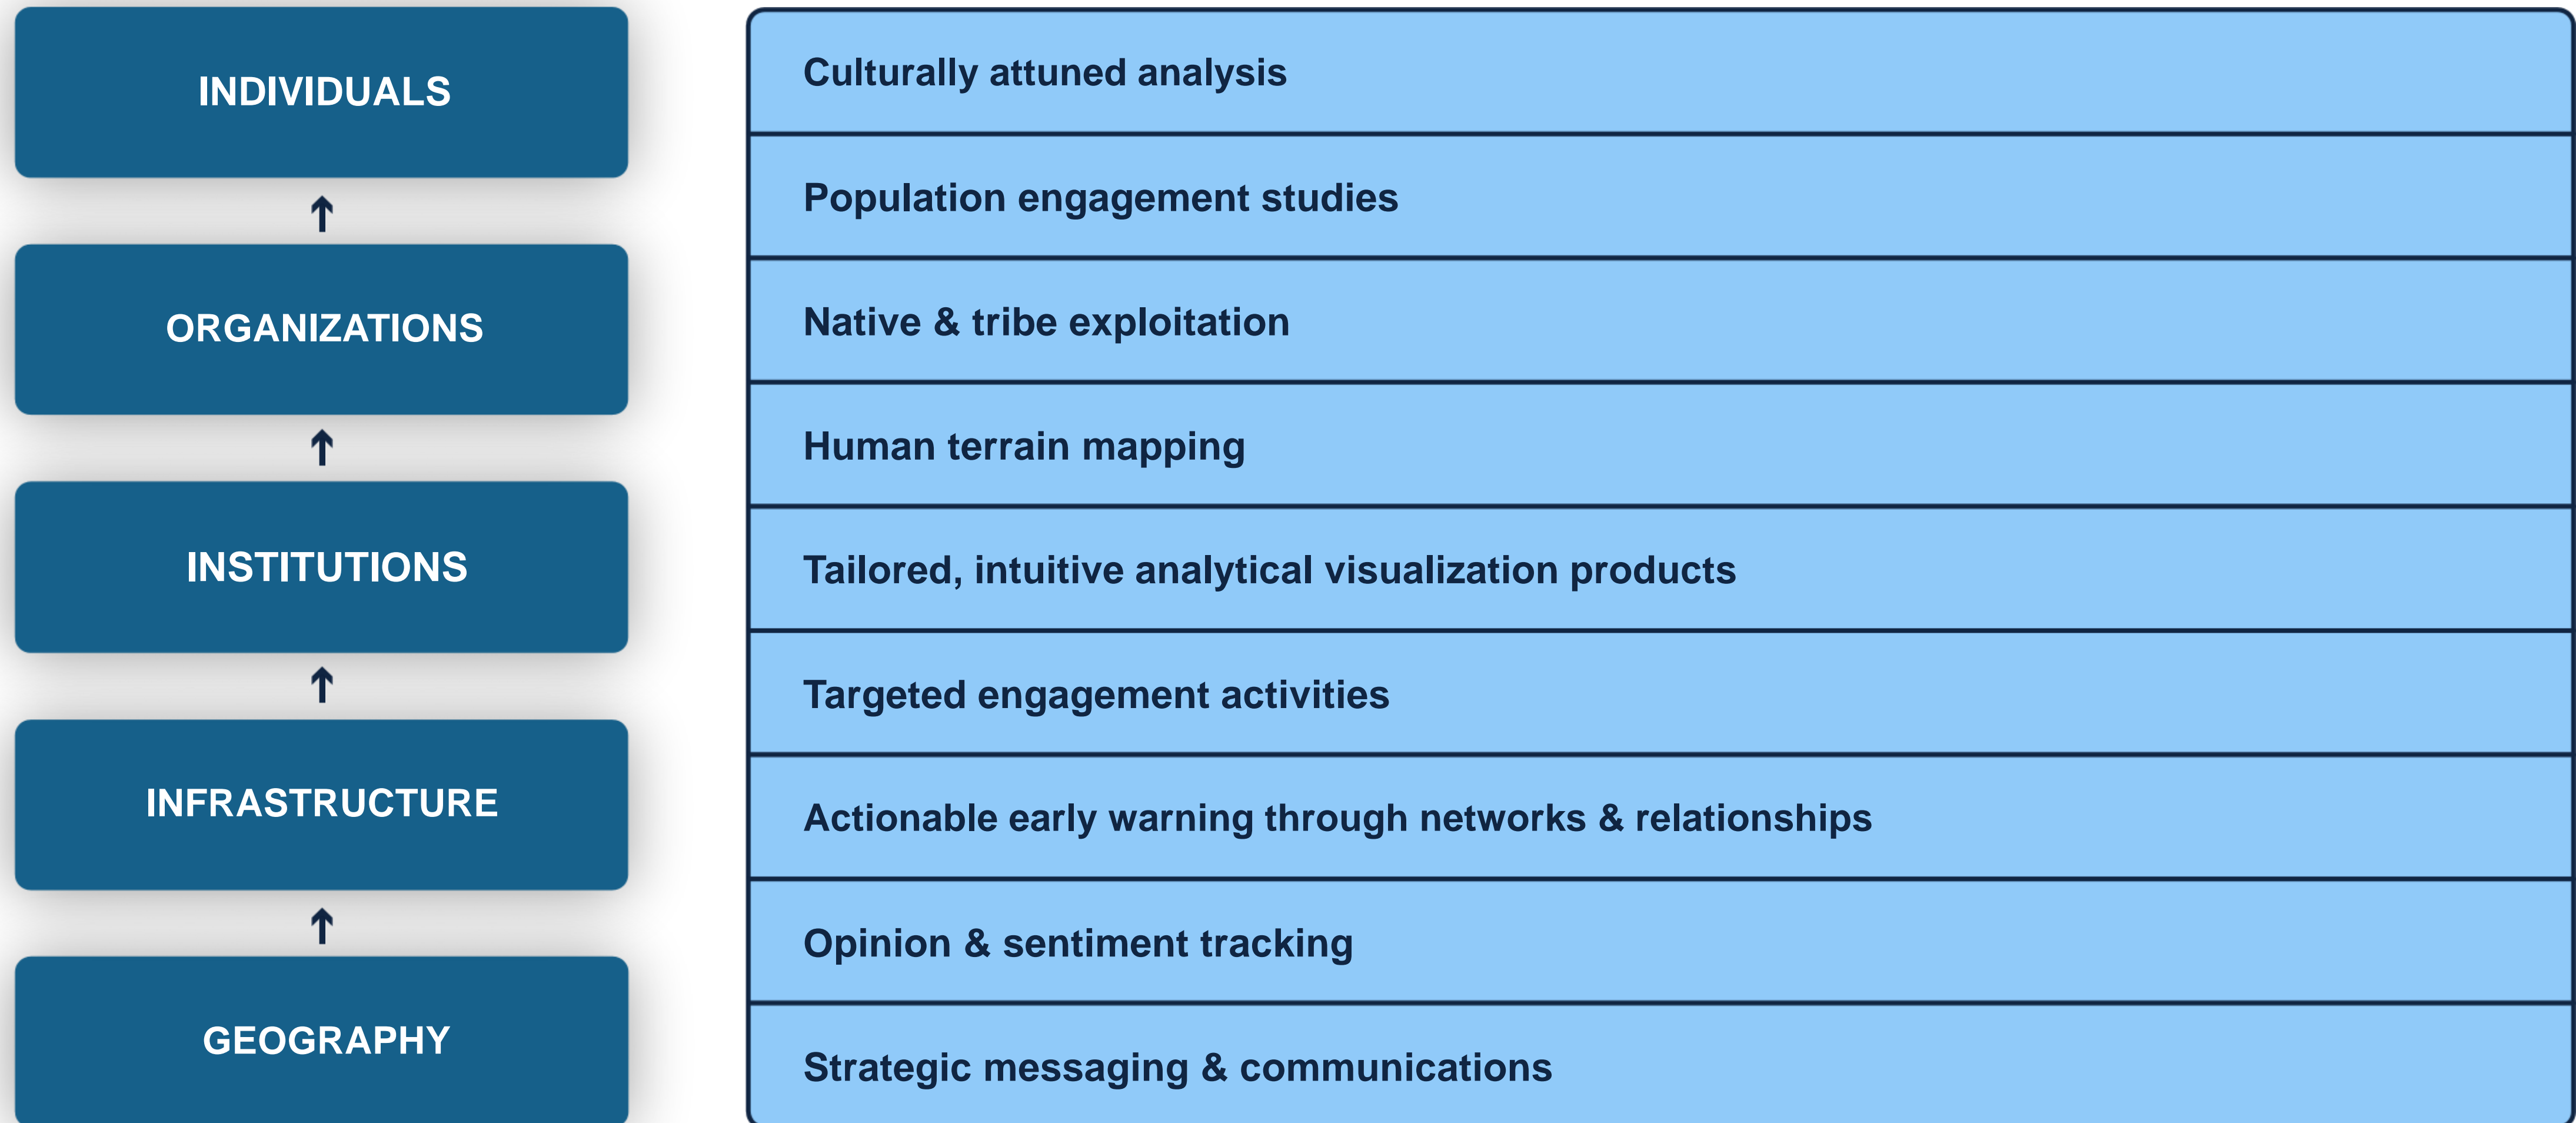 INDIVIDUALS
↑
ORGANIZATIONS
↑
INSTITUTIONS
↑
INFRASTRUCTURE
↑
GEOGRAPHY
Culturally attuned analysis
Population engagement studies
Native & tribe exploitation
Human terrain mapping
Tailored, intuitive analytical visualization products
Targeted engagement activities
Actionable early warning through networks & relationships
Opinion & sentiment tracking
Strategic messaging & communications